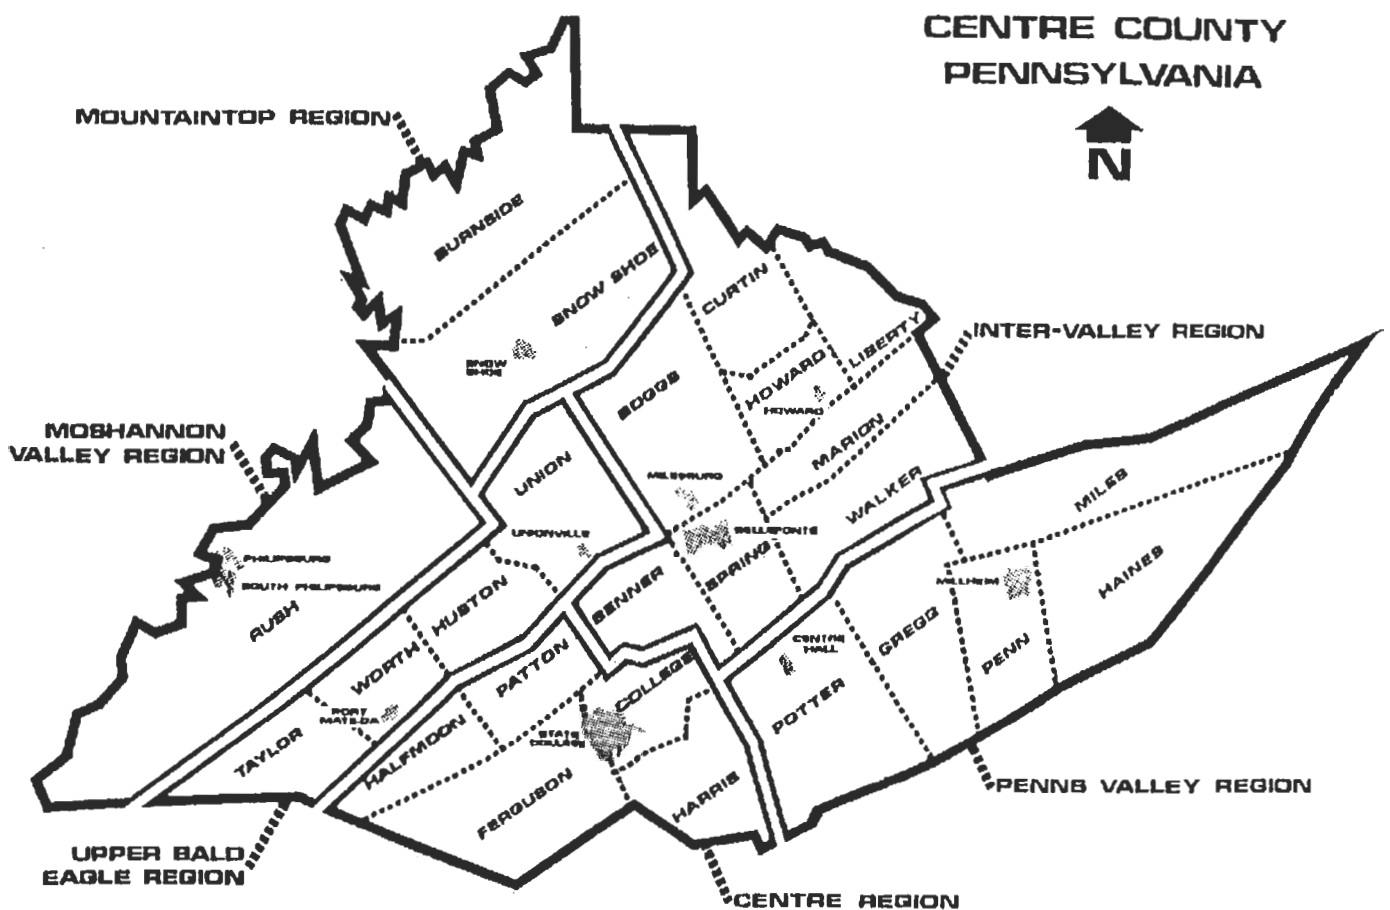 CENTRE COUNTY
PENNSYLVANIA
N
MOUNTAINTOP REGION
BURNSIDE
SNOW SHOE
SNOW
SHOE
CURTIN
LIBERTY
INTER-VALLEY REGION
HOWARD
HOWARD
BOGGS
MARION
MOSHANNON
VALLEY REGION
UNION
MILESBURG
WALKER
MILES
UNIONVILLE
BELLEFONTE
SPRING
PHILIPSBURG
SOUTH PHILIPSBURG
RUSH
HUSTON
BENNER
MILLHEIM
HAINES
CENTRE
HALL
GREGG
PENN
WORTH
PATTON
COLLEGE
POTTER
PORT
MATILDA
STATE
COLLEGE
TAYLOR
HALFMOON
FERGUSON
HARRIS
PENNS VALLEY REGION
UPPER BALD
EAGLE REGION
CENTRE REGION